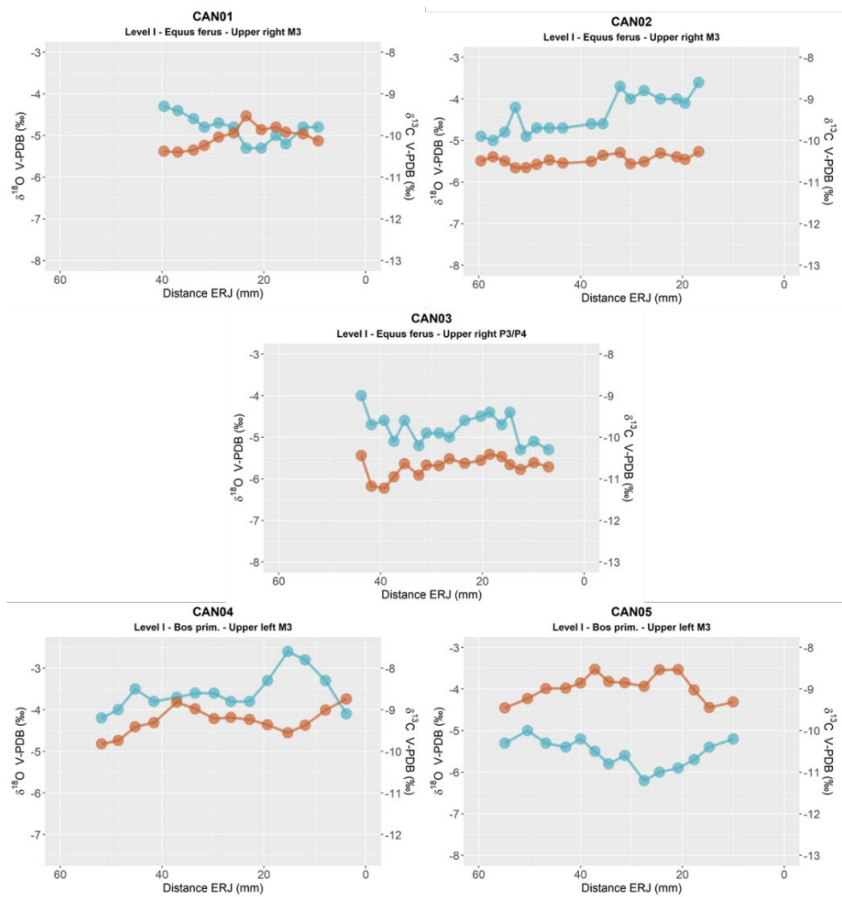 CAN01
Level I - Equus ferus - Upper right M3
-3
-4
-5
-6
-7
-8
δ18O V-PDB (‰)
-8
-9
-10
-11
-12
-13
δ13C V-PDB (‰)
60 40 20 0
Distance ERJ (mm)
CAN02
Level I - Equus ferus - Upper right M3
-3
-4
-5
-6
-7
-8
δ18O V-PDB (‰)
-8
-9
-10
-11
-12
-13
δ13C V-PDB (‰)
60 40 20 0
Distance ERJ (mm)
CAN03
Level I - Equus ferus - Upper right P3/P4
-3
-4
-5
-6
-7
-8
δ18O V-PDB (‰)
-8
-9
-10
-11
-12
-13
δ13C V-PDB (‰)
60 40 20 0
Distance ERJ (mm)
CAN04
Level I - Bos prim. - Upper left M3
-3
-4
-5
-6
-7
δ18O V-PDB (‰)
-8
-9
-10
-11
-12
δ13C V-PDB (‰)
60 40 20 0
Distance ERJ (mm)
CAN05
Level I - Bos prim. - Upper left M3
-3
-4
-5
-6
-7
-8
δ18O V-PDB (‰)
-8
-9
-10
-11
-12
-13
δ13C V-PDB (‰)
60 40 20 0
Distance ERJ (mm)